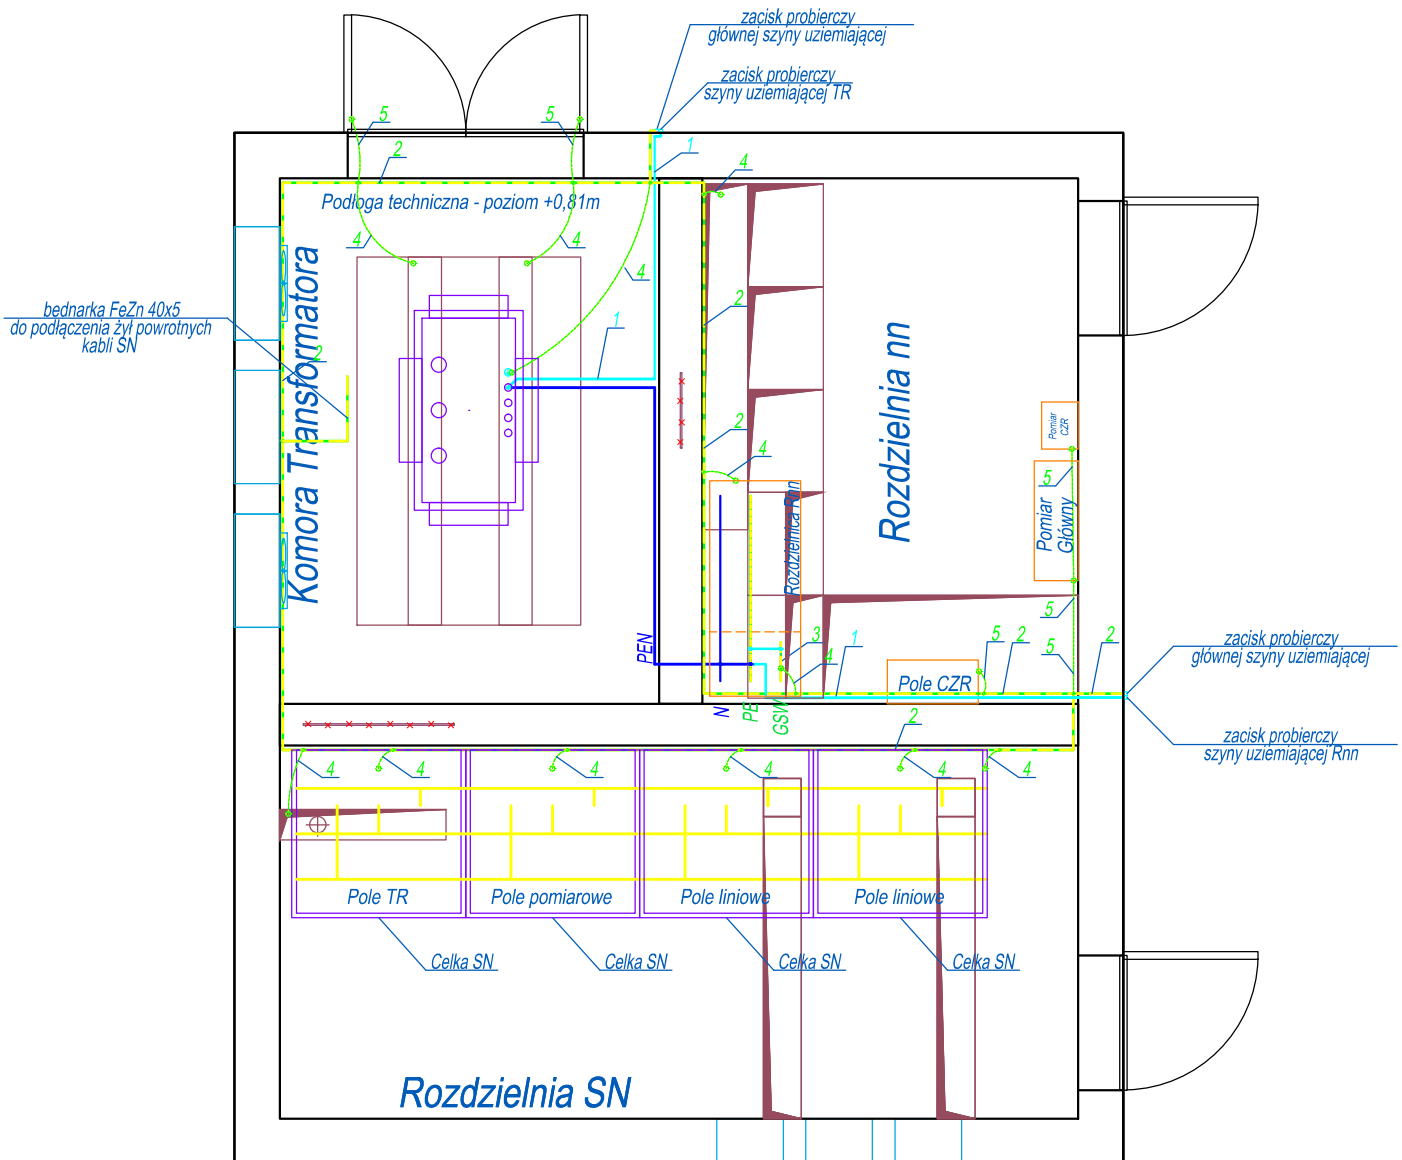 zacisk probierczy
głównej szyny uziemiającej
zacisk probierczy
szyny uziemiającej TR
5
5
1
2
4
Podłoga techniczna - poziom +0,81m
4
4
4
2
1
bednarka FeZn 40x5
do podłączenia żył powrotnych
kabli SN
2
Komora Transformatora
Rozdzielnia nn
Pomiar
CZR
2
4
5
Pomiar
Główny
Rozdzielnica Rnn
5
PEN
3
1
4
5
2
5
2
zacisk probierczy
głównej szyny uziemiającej
Pole CZR
N
PE
GSW
2
zacisk probierczy
szyny uziemiającej Rnn
4
4
4
4
4
4
Pole TR
Pole pomiarowe
Pole liniowe
Pole liniowe
Celka SN
Celka SN
Celka SN
Celka SN
Rozdzielnia SN